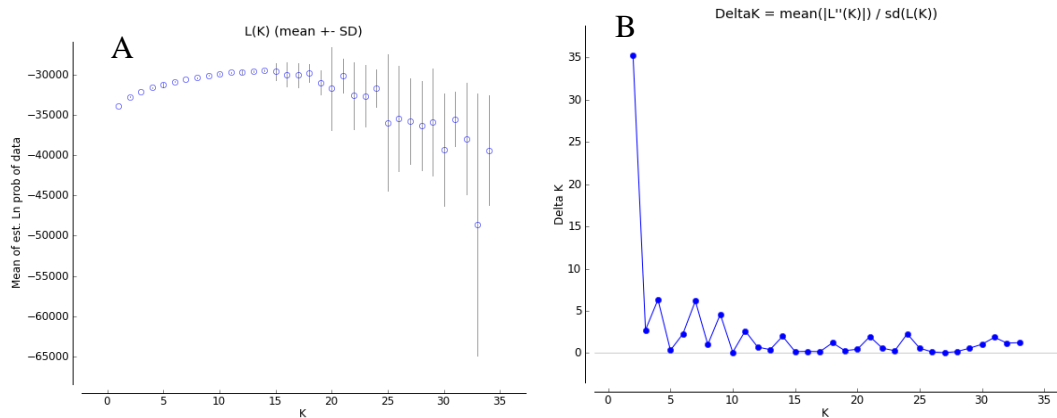 A
L(K) (mean +- SD)
Mean of est. Ln prob of data
−30000
−35000
−40000
−45000
−50000
−55000
−60000
−65000
0 5 10 15 20 25 30 35
K
B
DeltaK = mean(|L''(K)|) / sd(L(K))
Delta K
35
30
25
20
15
10
5
0
0 5 10 15 20 25 30 35
K